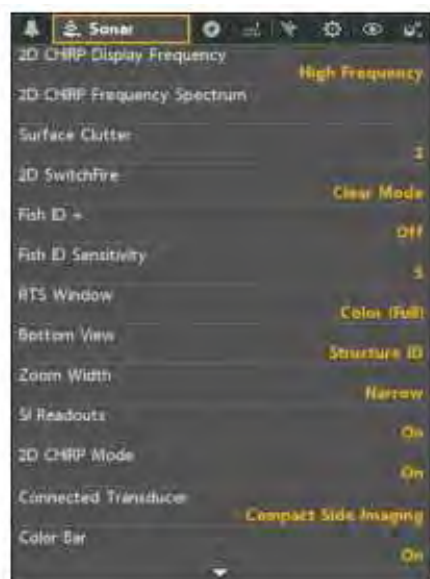 Sonar
2D CHIRP Display Frequency
High Frequency
2D CHIRP Frequency Spectrum
Surface Clutter
2D SwitchFire
Clear Mode
Fish ID +
Off
Fish ID Sensitivity
5
RTS Window
Color (Full)
Bottom View
Structure ID
Zoom Width
Narrow
SI Readouts
On
2D CHIRP Mode
On
Connected Transducer
Compact Side Imaging
Color Bar
On